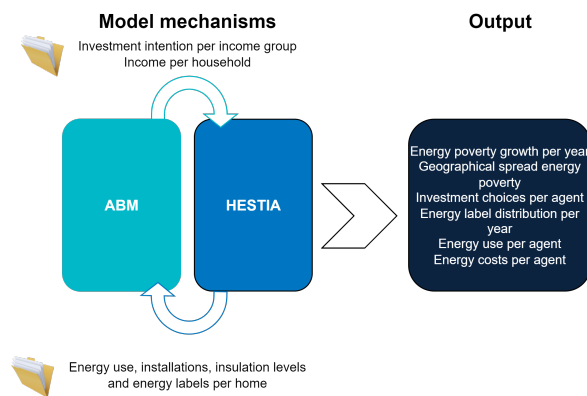 Model mechanisms
Output
Investment intention per income group
Income per household
ABM
HESTIA
Energy poverty growth per year
Geographical spread energy
poverty
Investment choices per agent
Energy label distribution per
year
Energy use per agent
Energy costs per agent
Energy use, installations, insulation levels
and energy labels per home